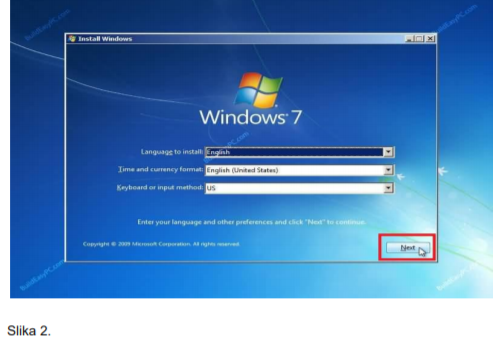 Install Windows
Windows 7
Language to install: English
Time and currency format: English (United States)
Keyboard or input method: US
Enter your language and other preferences and click "Next" to continue.
Copyright © 2009 Microsoft Corporation. All rights reserved.
Next
Slika 2.